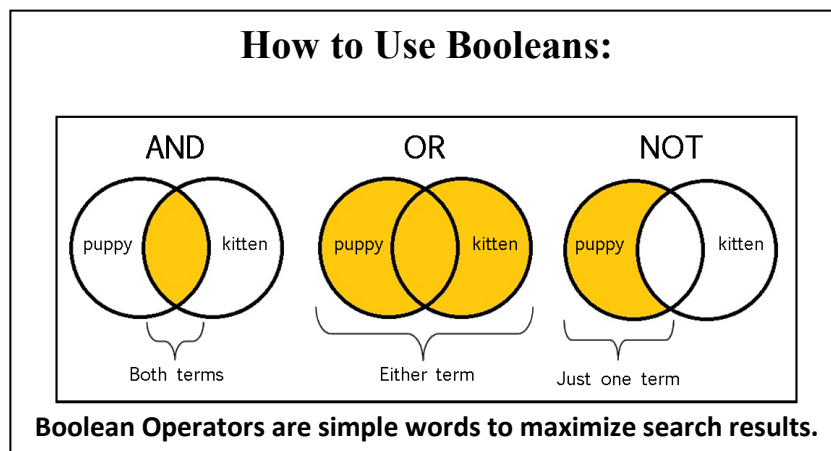 How to Use Booleans:
AND OR NOT
puppy kitten puppy kitten puppy kitten
Both terms Either term Just one term
Boolean Operators are simple words to maximize search results.